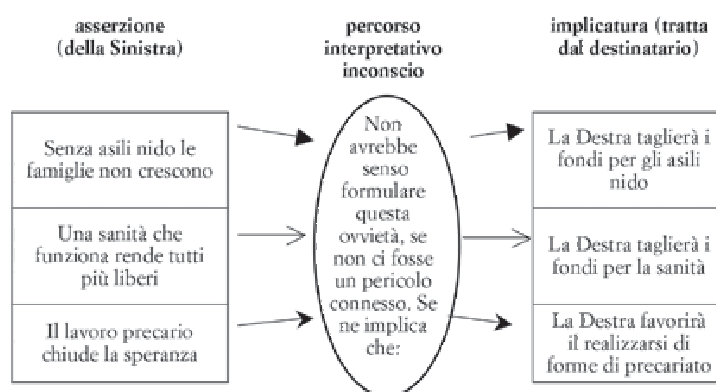 asserzione
(della Sinistra)
percorso
interpretativo
inconscio
implicatura (tratta
dal destinatario)
Senza asili nido le
famiglie non crescono
Una sanità che
funziona rende tutti
più liberi
Il lavoro precario
chiude la speranza
Non
avrebbe
senso
formulare
questa
ovvietà, se
non ci fosse
un pericolo
connesso. Se
ne implica
che:
La Destra taglierà i
fondi per gli asili
nido
La Destra taglierà i
fondi per la sanità
La Destra favorirà
il realizzarsi di
forme di precariato